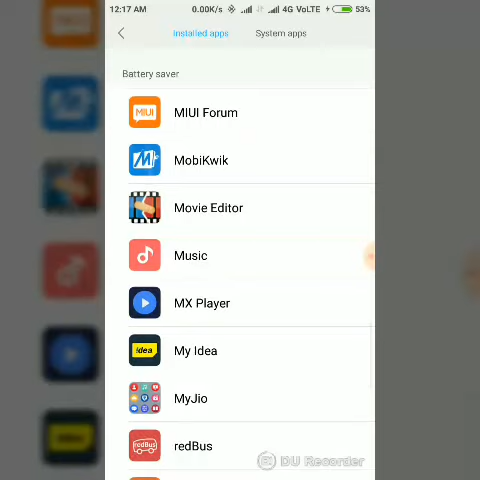 12:17 AM 0.00K/s 4G VoLTE 53%
Installed apps System apps
Battery saver
MIUI MIUI Forum
MobiKwik
Movie Editor
Music
MX Player
idea My Idea
MyJio
redBus redBus
DU Recorder